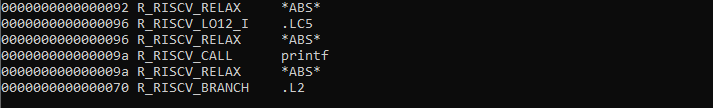 0000000000000092 R_RISCV_RELAX     *ABS*
0000000000000096 R_RISCV_LO12_I    .LC5
0000000000000096 R_RISCV_RELAX     *ABS*
000000000000009a R_RISCV_CALL      printf
000000000000009a R_RISCV_RELAX     *ABS*
0000000000000070 R_RISCV_BRANCH    .L2